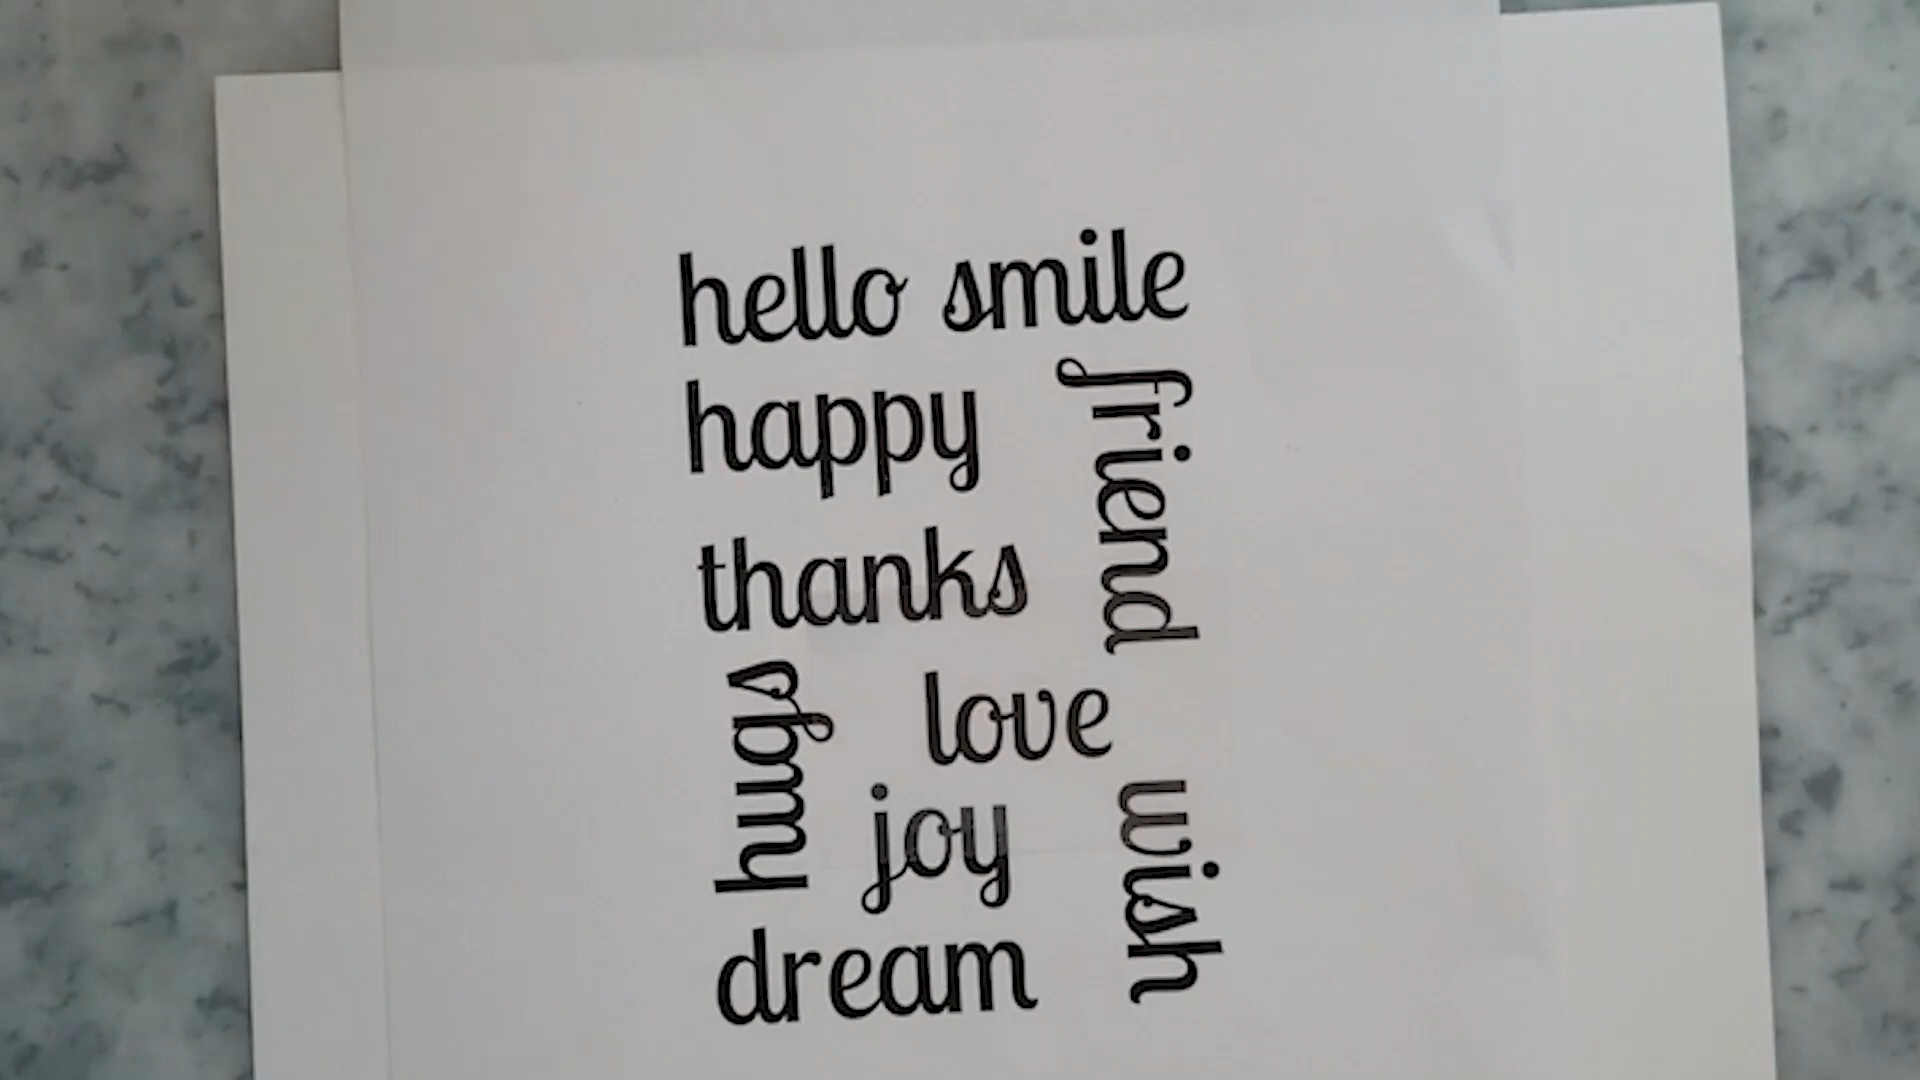 hello smile
happy
friend
thanks
hugs
love
joy
wish
dream